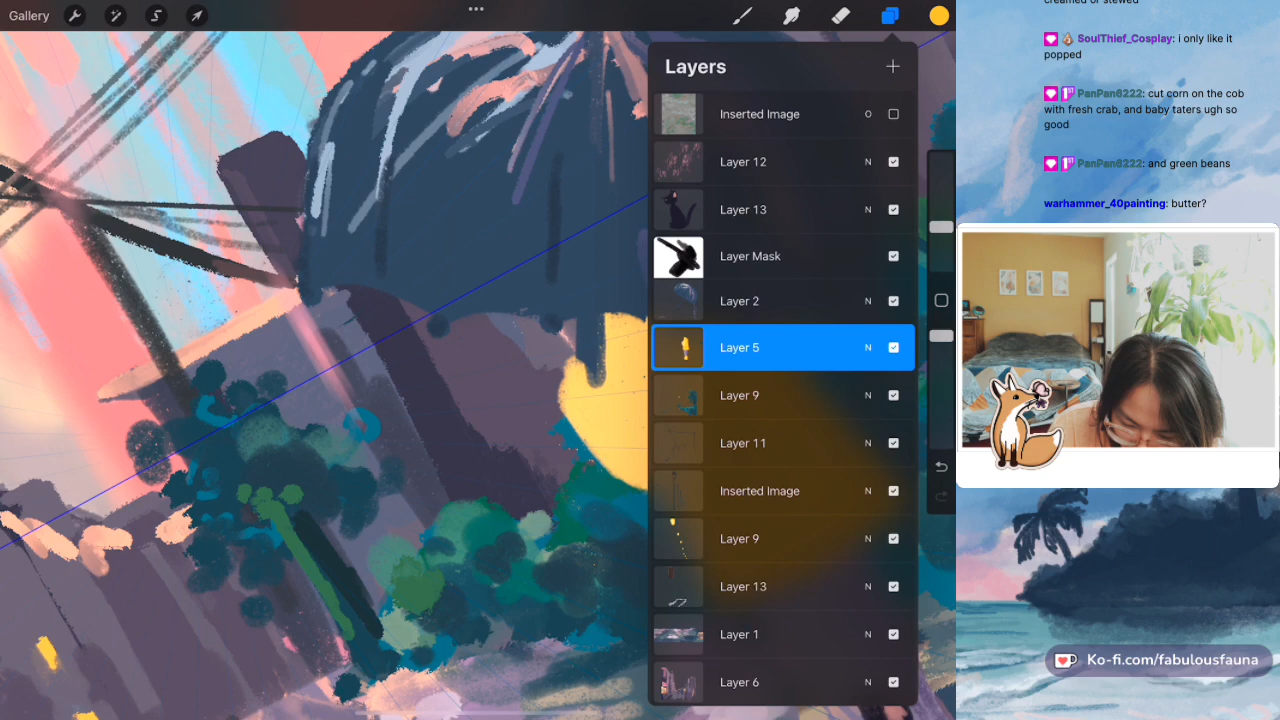 Gallery
Layers
Inserted Image O
Layer 12 N
Layer 13 N
Layer Mask
Layer 2 N
Layer 5 N
Layer 9 N
Layer 11 N
Inserted Image N
Layer 9 N
Layer 13 N
Layer 1 N
Layer 6 N
creamed or stewed
SoulThief_Cosplay: i only like it
popped
PanPan6222: cut corn on the cob
with fresh crab, and baby taters ugh so
good
PanPan6222: and green beans
warhammer_40painting: butter?
Ko-fi.com/fabulousfauna